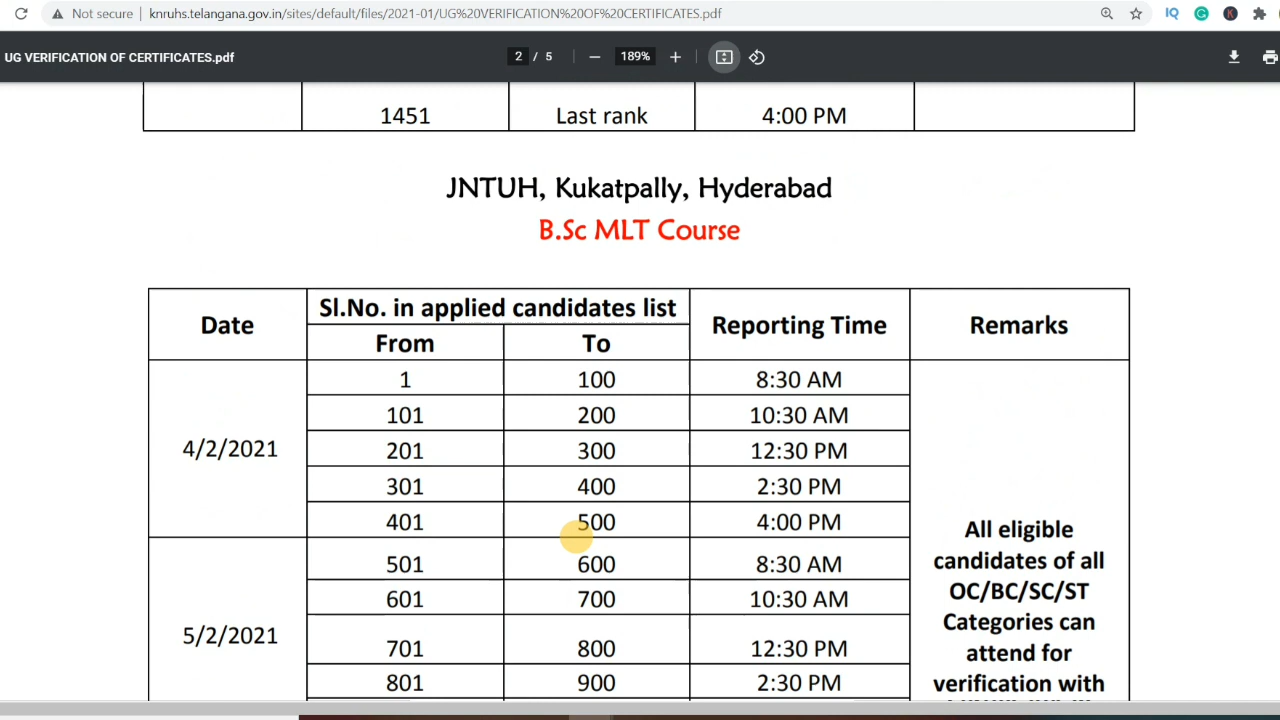 Not secure | knruhs.telangana.gov.in/sites/default/files/2021-01/UG%20VERIFICATION%20OF%20CERTIFICATES.pdf
UG VERIFICATION OF CERTIFICATES.pdf 2 / 5 189%
1451 Last rank 4:00 PM
JNTUH, Kukatpally, Hyderabad
B.Sc MLT Course
Date Sl.No. in applied candidates list Reporting Time Remarks
From To
4/2/2021
1 100 8:30 AM
101 200 10:30 AM
201 300 12:30 PM
301 400 2:30 PM
401 500 4:00 PM
5/2/2021
501 600 8:30 AM
601 700 10:30 AM
701 800 12:30 PM
801 900 2:30 PM
All eligible
candidates of all
OC/BC/SC/ST
Categories can
attend for
verification with